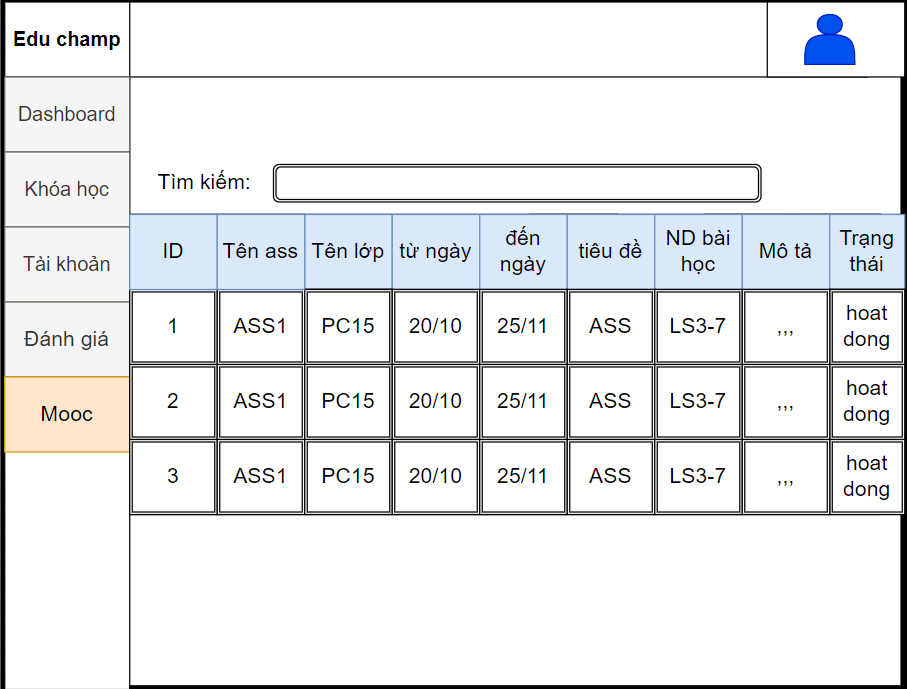 Edu champ
Dashboard
Khóa học
Tài khoản
Đánh giá
Mooc
Tìm kiếm:
ID Tên ass Tên lớp từ ngày đến ngày tiêu đề ND bài học Mô tả Trạng thái
1 ASS1 PC15 20/10 25/11 ASS LS3-7 ,,, hoat dong
2 ASS1 PC15 20/10 25/11 ASS LS3-7 ,,, hoat dong
3 ASS1 PC15 20/10 25/11 ASS LS3-7 ,,, hoat dong